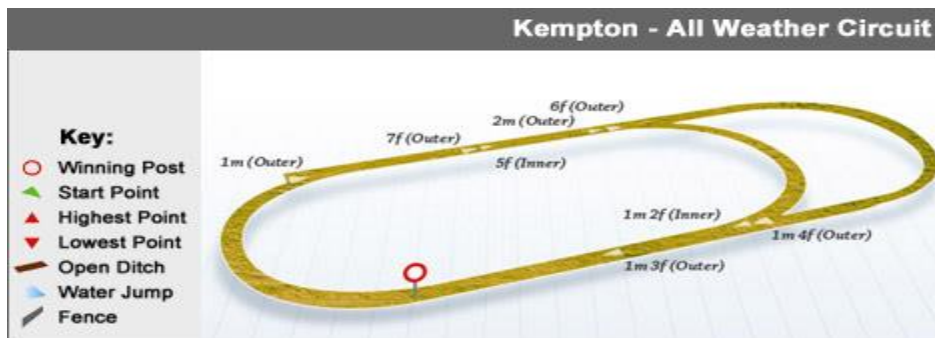 Kempton - All Weather Circuit
Key:
Winning Post
Start Point
Highest Point
Lowest Point
Open Ditch
Water Jump
Fence
6f (Outer)
2m (Outer)
7f (Outer)
1m (Outer)
5f (Inner)
1m 2f (Inner)
1m 4f (Outer)
1m 3f (Outer)